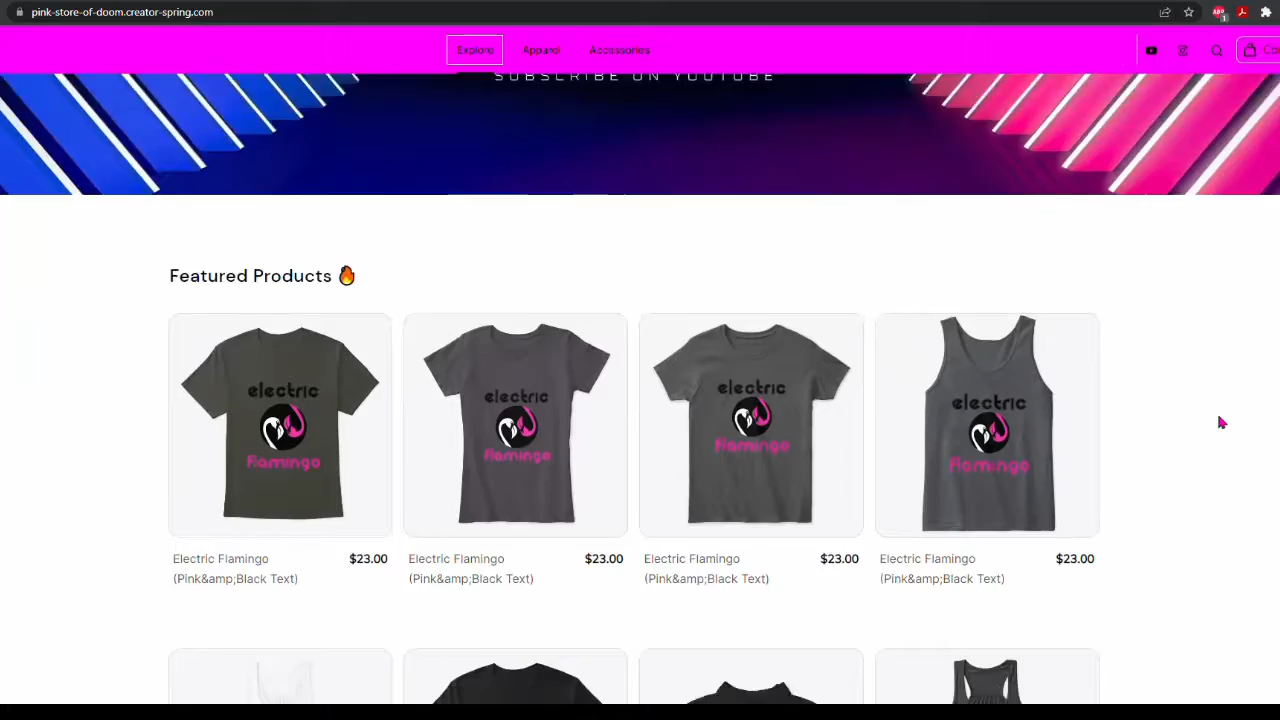 pink-store-of-doom.creator-spring.com
Explore
Apparel
Accessories
SUBSCRIBE ON YOUTUBE
Featured Products 🔥
electric
flamingo
electric
flamingo
electric
flamingo
electric
flamingo
Electric Flamingo
(Pink&amp;Black Text)
$23.00
Electric Flamingo
(Pink&amp;Black Text)
$23.00
Electric Flamingo
(Pink&amp;Black Text)
$23.00
Electric Flamingo
(Pink&amp;Black Text)
$23.00